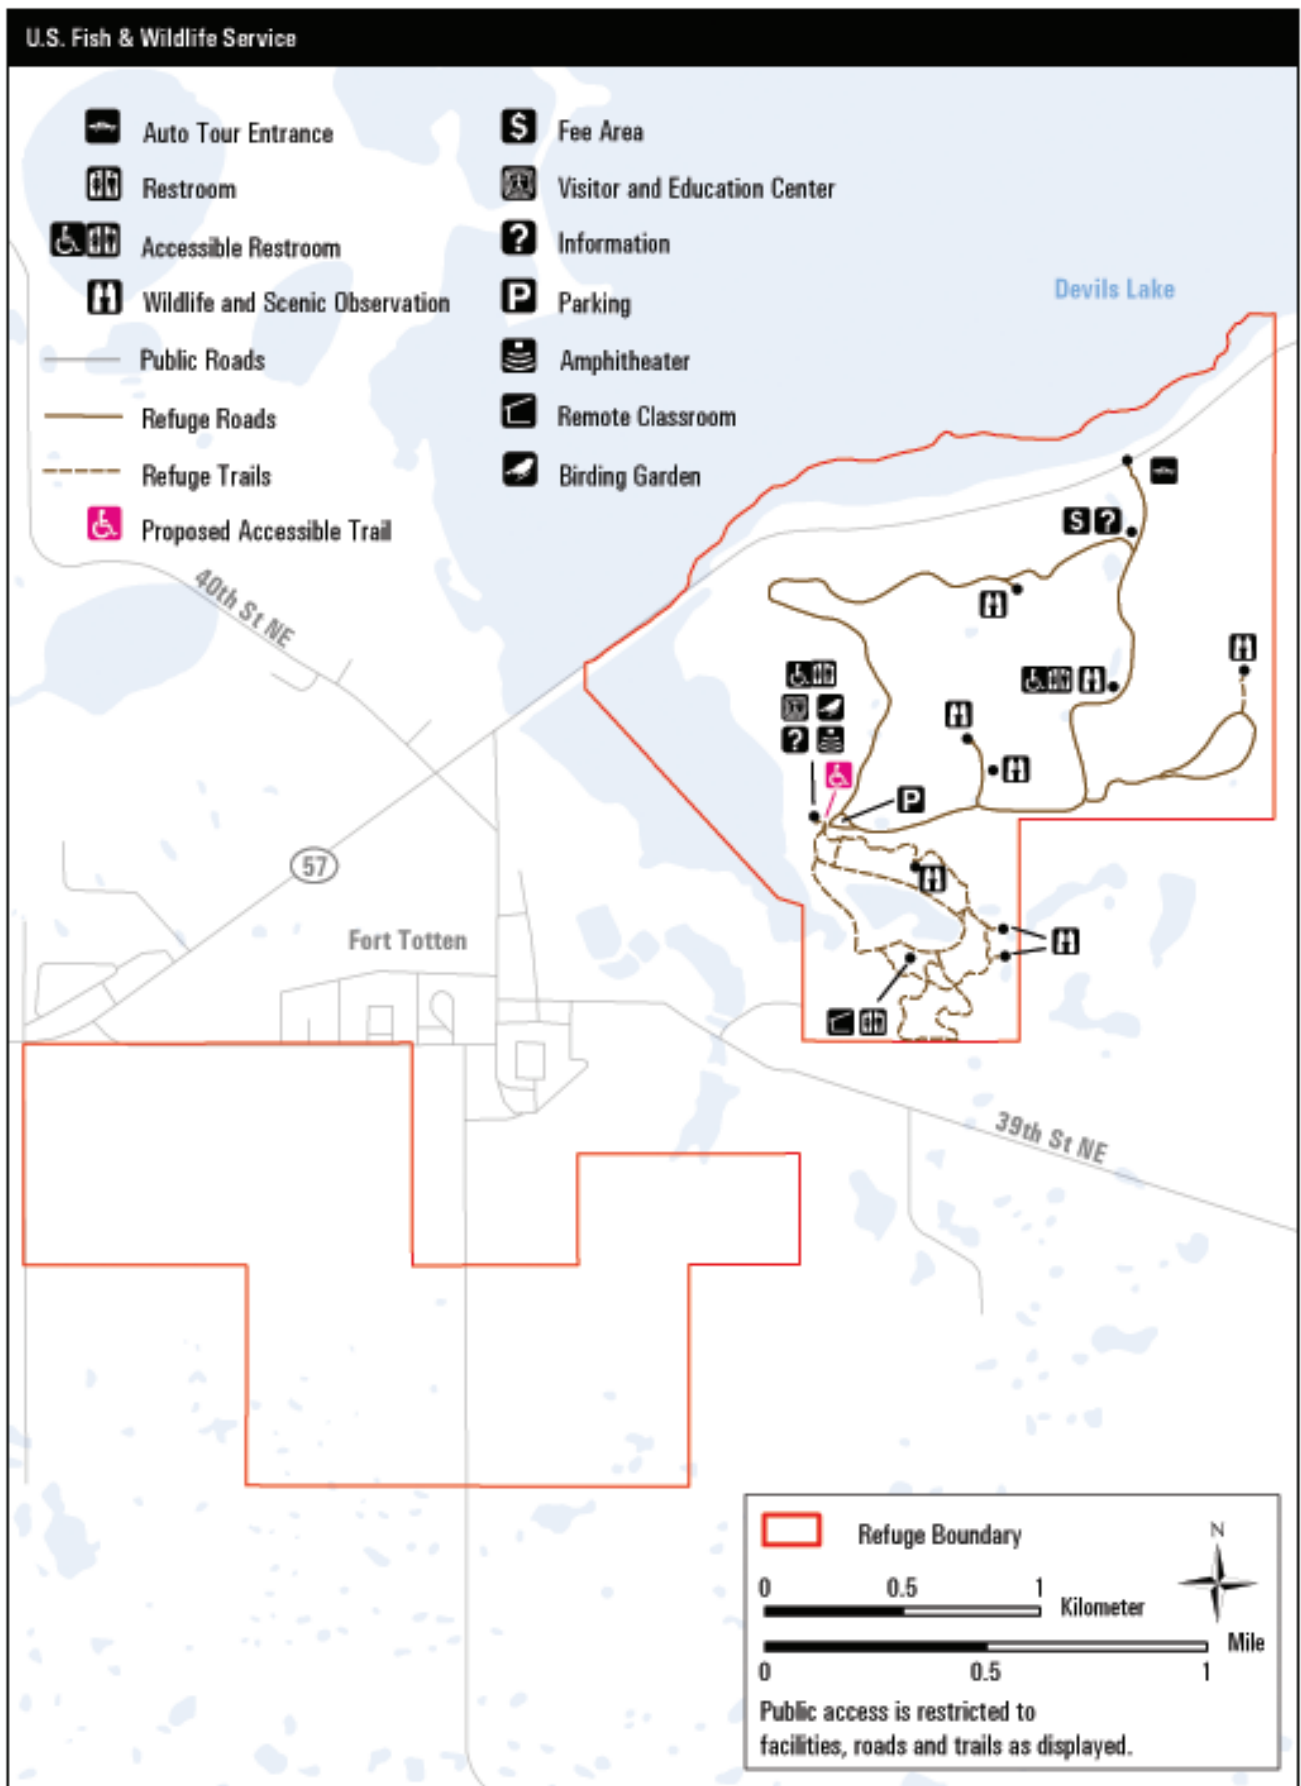 U.S. Fish & Wildlife Service
Auto Tour Entrance
Restroom
Accessible Restroom
Wildlife and Scenic Observation
Public Roads
Refuge Roads
Refuge Trails
Proposed Accessible Trail
$ Fee Area
Visitor and Education Center
? Information
P Parking
Amphitheater
Remote Classroom
Birding Garden
Devils Lake
40th St NE
$ ?
?
P
57
Fort Totten
39th St NE
Refuge Boundary
N
0 0.5 1
Kilometer
Mile
0 0.5 1
Public access is restricted to
facilities, roads and trails as displayed.